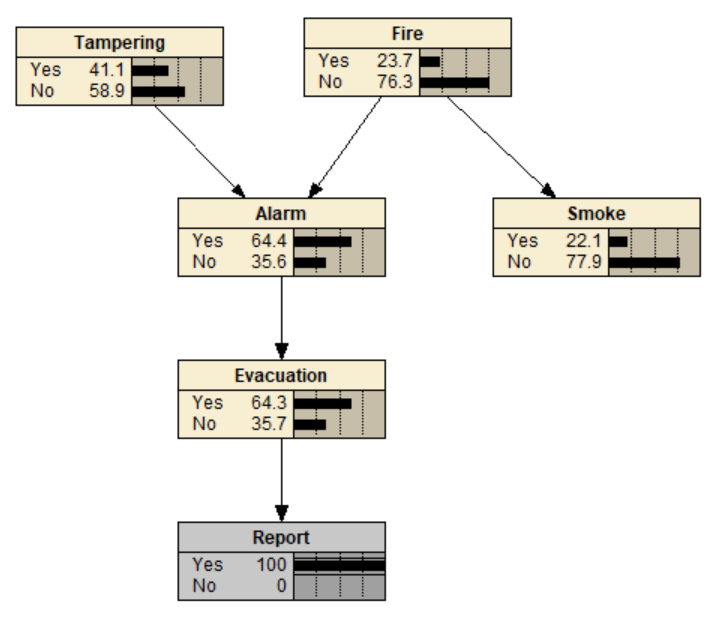 Tampering
Yes 41.1
No 58.9
Fire
Yes 23.7
No 76.3
Alarm
Yes 64.4
No 35.6
Smoke
Yes 22.1
No 77.9
Evacuation
Yes 64.3
No 35.7
Report
Yes 100
No 0